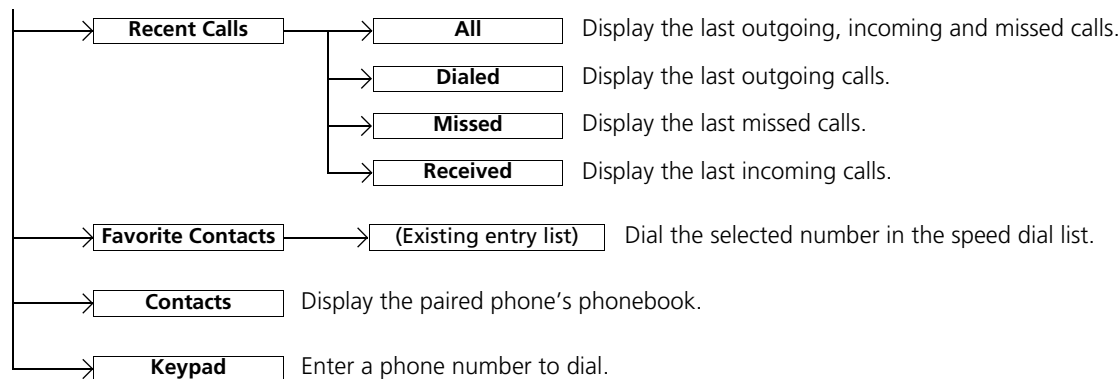 Recent Calls All Display the last outgoing, incoming and missed calls.
Dialed Display the last outgoing calls.
Missed Display the last missed calls.
Received Display the last incoming calls.
Favorite Contacts (Existing entry list) Dial the selected number in the speed dial list.
Contacts Display the paired phone’s phonebook.
Keypad Enter a phone number to dial.